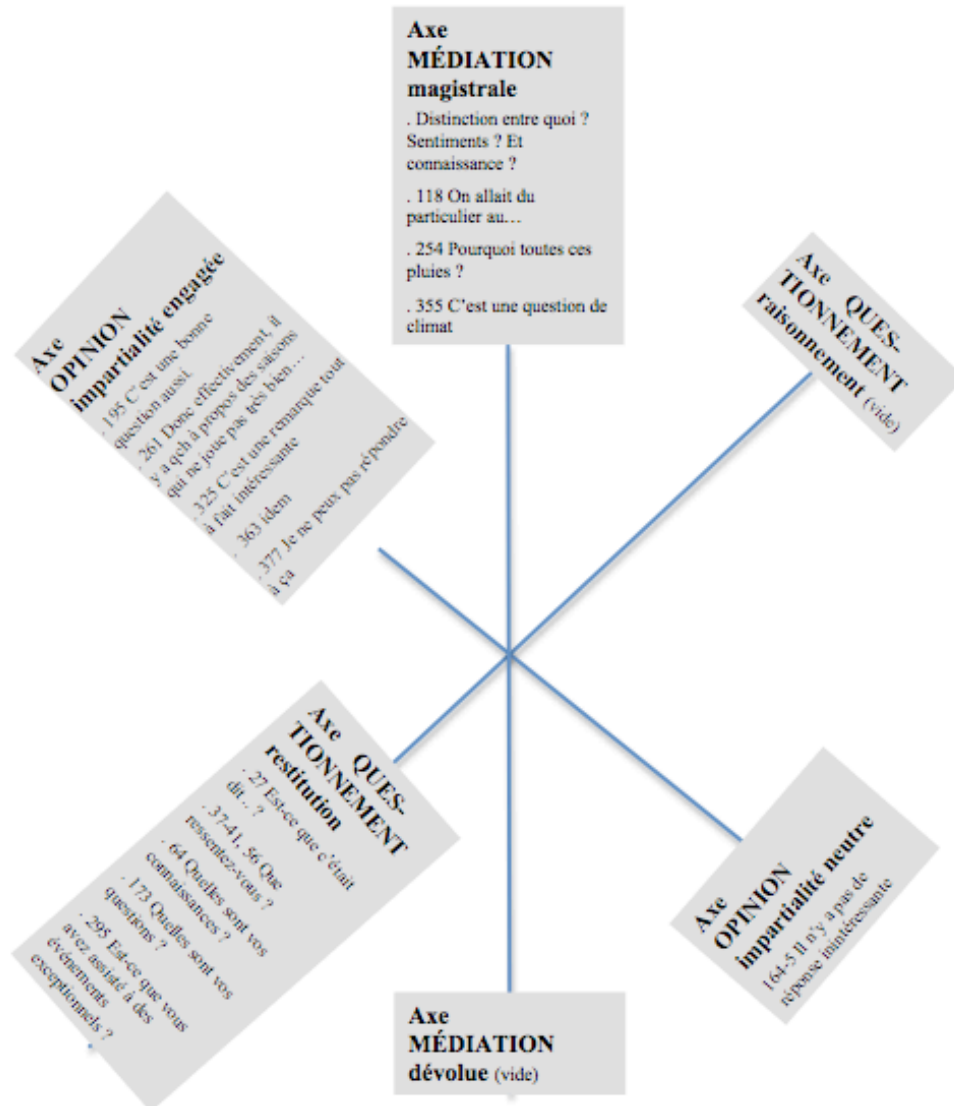 Axe
MÉDIATION
magistrale
. Distinction entre quoi ?
Sentiments ? Et
connaissance ?
. 118 On allait du
particulier au…
. 254 Pourquoi toutes ces
pluies ?
. 355 C'est une question de
climat
Axe QUES-
TIONNEMENT
raisonnement (vide)
Axe
OPINION
impartialité engagée
. 195 C'est une bonne
question aussi.
. 261 Donc effectivement, il
y a qch à propos des saisons
qui ne joue pas très bien…
. 325 C'est une remarque tout
à fait intéressante
. 363 idem
. 377 Je ne peux pas répondre
à ça
Axe QUES-
TIONNEMENT
restitution
. 27 Est-ce que c'était
dit .. ?
. 37-41, 56 Que
ressentez-vous ?
. 64 Quelles sont vos
connaissances ?
. 173 Quelles sont vos
questions ?
. 295 Est-ce que vous
avez assisté à des
événements
exceptionnels ?
Axe
OPINION
impartialité neutre
164-5 Il n'y a pas de
réponse inintéressante
Axe
MÉDIATION
dévolue (vide)